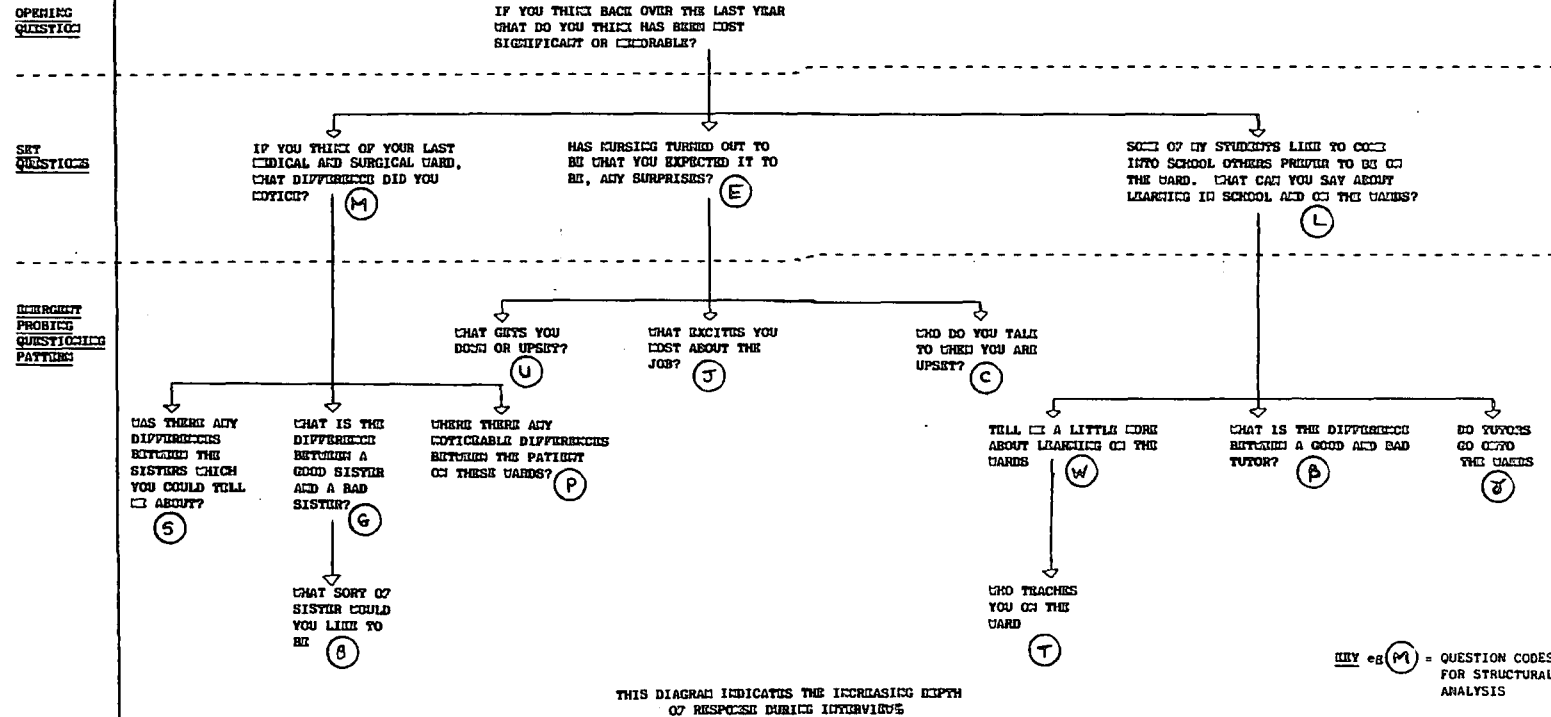 OPENING
QUESTION
IF YOU THINK BACK OVER THE LAST YEAR
WHAT DO YOU THINK HAS BEEN MOST
SIGNIFICANT OR MEMORABLE?
SET
QUESTIONS
IF YOU THINK OF YOUR LAST
MEDICAL AND SURGICAL WARD,
WHAT DIFFERENCE DID YOU
NOTICE?
M
HAS NURSING TURNED OUT TO
BE WHAT YOU EXPECTED IT TO
BE, ANY SURPRISES?
E
SOME OF MY STUDENTS LIKE TO COME
INTO SCHOOL OTHERS PREFER TO BE ON
THE WARD. WHAT CAN YOU SAY ABOUT
LEARNING IN SCHOOL AND ON THE WARDS?
L
EMERGENT
PROBING
QUESTIONING
PATTERN
WHAT GETS YOU
DOWN OR UPSET?
U
WHAT EXCITES YOU
MOST ABOUT THE
JOB?
J
WHO DO YOU TALK
TO WHEN YOU ARE
UPSET?
C
WAS THERE ANY
DIFFERENCES
BETWEEN THE
SISTERS WHICH
YOU COULD TELL
ME ABOUT?
S
WHAT IS THE
DIFFERENCE
BETWEEN A
GOOD SISTER
AND A BAD
SISTER?
G
WHERE THERE ANY
NOTICABLE DIFFERENCES
BETWEEN THE PATIENT
ON THESE WARDS?
P
TELL ME A LITTLE MORE
ABOUT LEARNING ON THE
WARDS
W
WHAT IS THE DIFFERENCE
BETWEEN A GOOD AND BAD
TUTOR?
β
DO TUTORS
GO ONTO
THE WARDS
γ
WHAT SORT OF
SISTER WOULD
YOU LIKE TO
BE
θ
WHO TEACHES
YOU ON THE
WARD
T
KEY eg M = QUESTION CODES
FOR STRUCTURAL
ANALYSIS
THIS DIAGRAM INDICATES THE INCREASING DEPTH
OF RESPONSE DURING INTERVIEWS